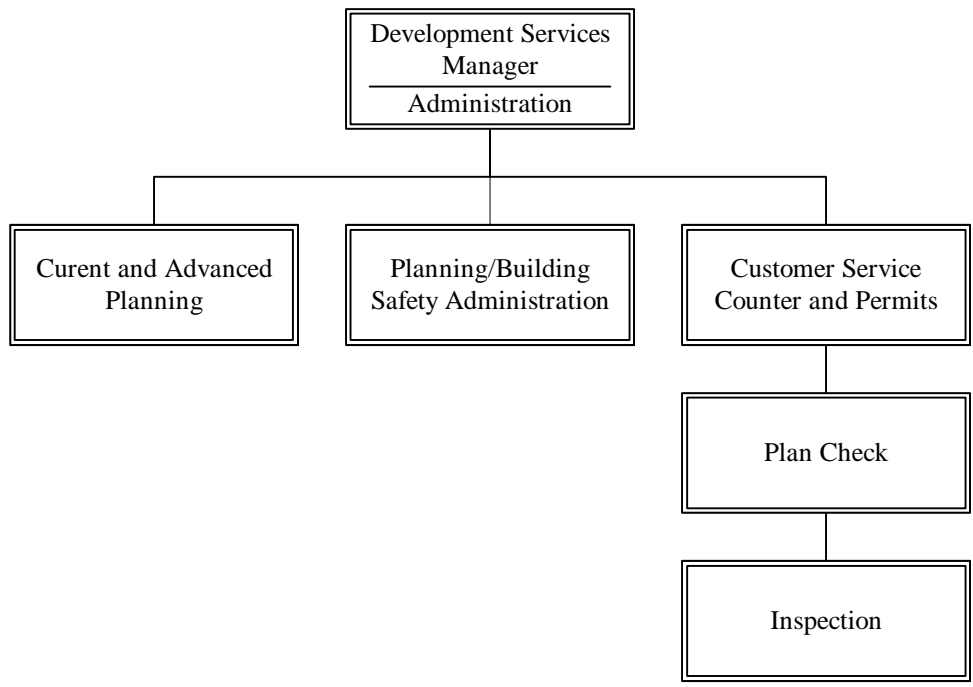 Development Services
Manager
Administration
Curent and Advanced
Planning
Planning/Building
Safety Administration
Customer Service
Counter and Permits
Plan Check
Inspection